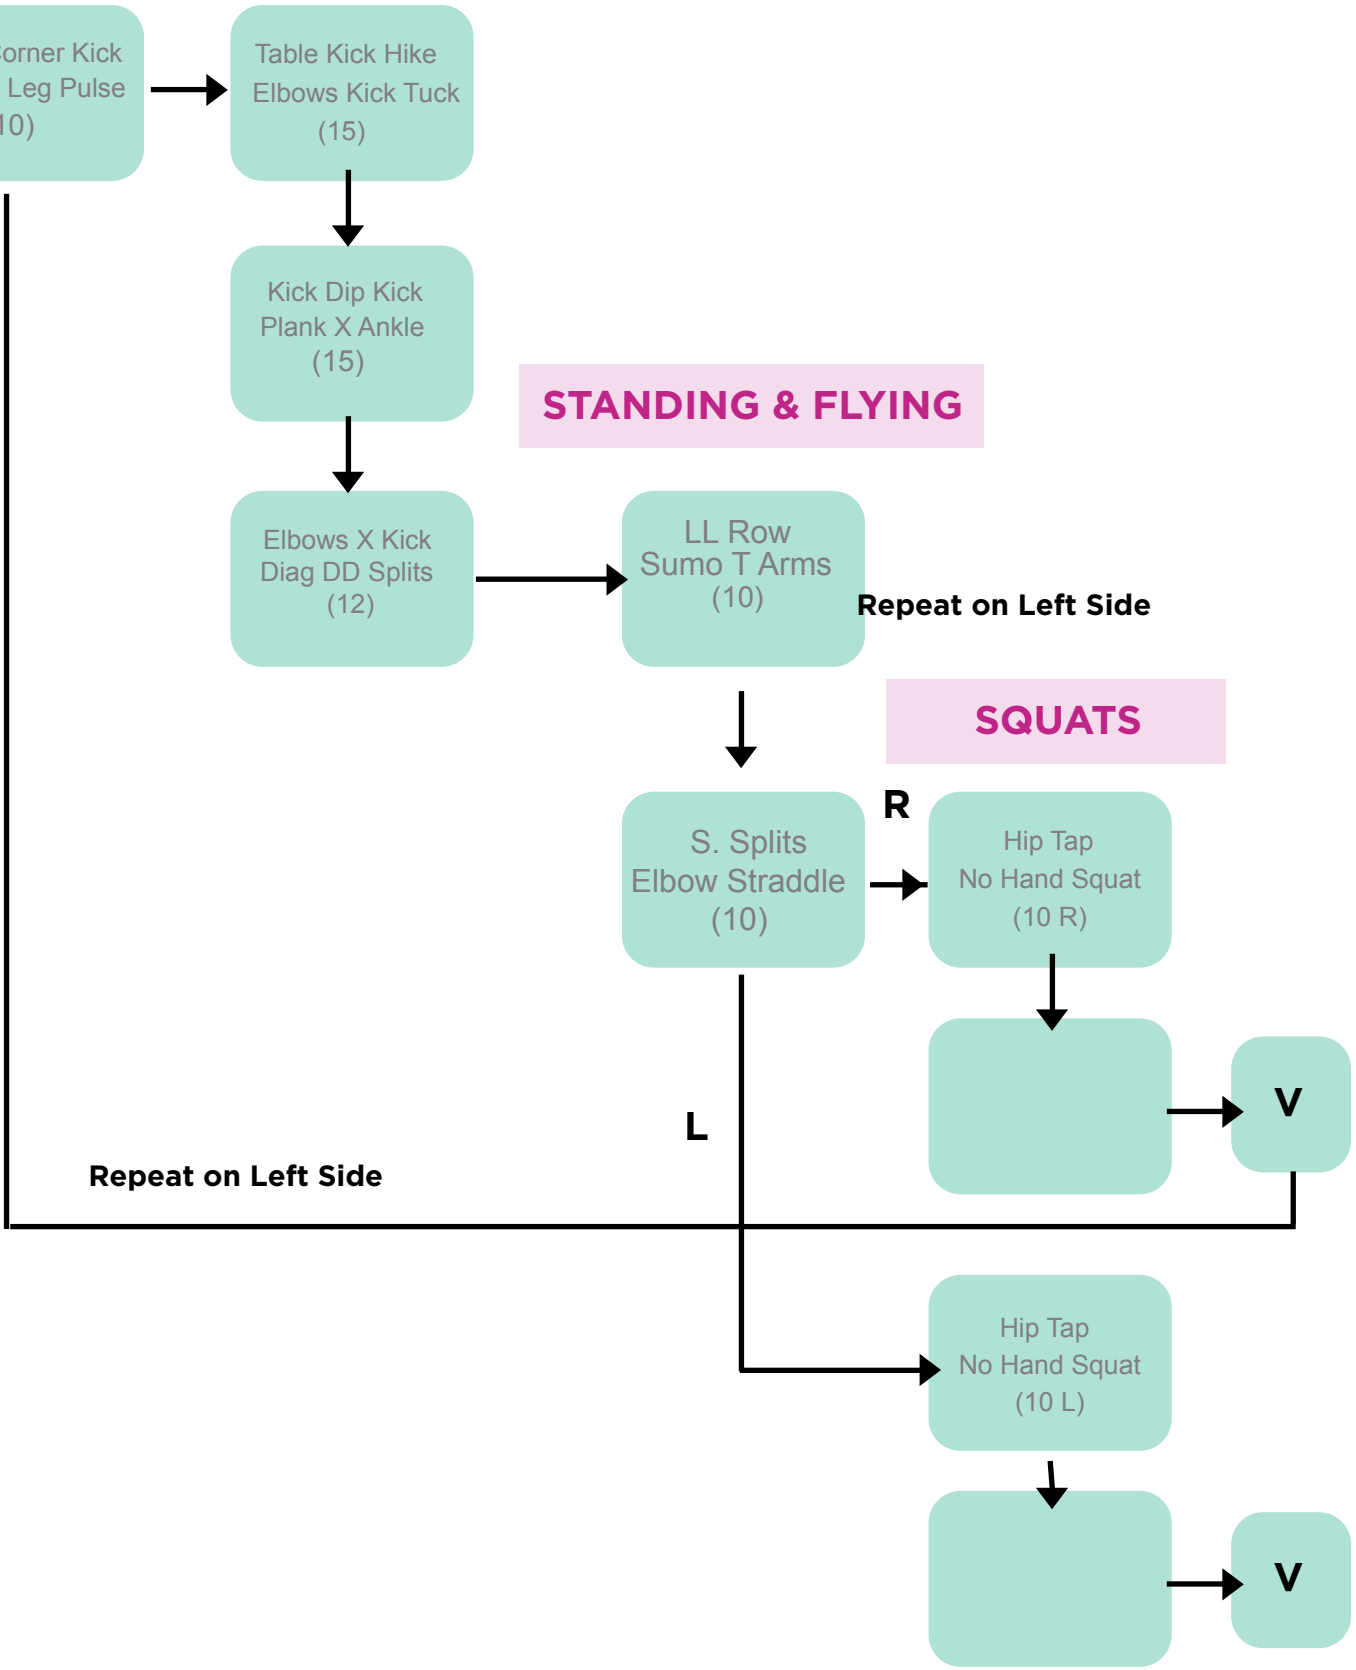 Kick
Leg Pulse
Table Kick Hike
Elbows Kick Tuck
(15)
Kick Dip Kick
Plank X Ankle
(15)
STANDING & FLYING
Elbows X Kick
Diag DD Splits
(12)
LL Row
Sumo T Arms
(10)
Repeat on Left Side
SQUATS
R
S. Splits
Elbow Straddle
(10)
Hip Tap
No Hand Squat
(10 R)
V
L
Repeat on Left Side
Hip Tap
No Hand Squat
(10 L)
V